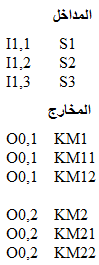 المداخل
I1,1 S1
I1,2 S2
I1,3 S3
المخارج
O0,1 KM1
O0,1 KM11
O0,1 KM12
O0,2 KM2
O0,2 KM21
O0,2 KM22